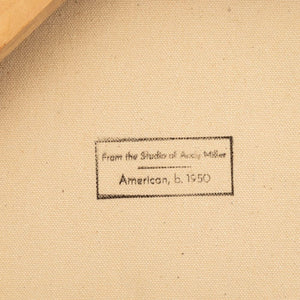 From the Studio of Andy Miller
American, b. 1950